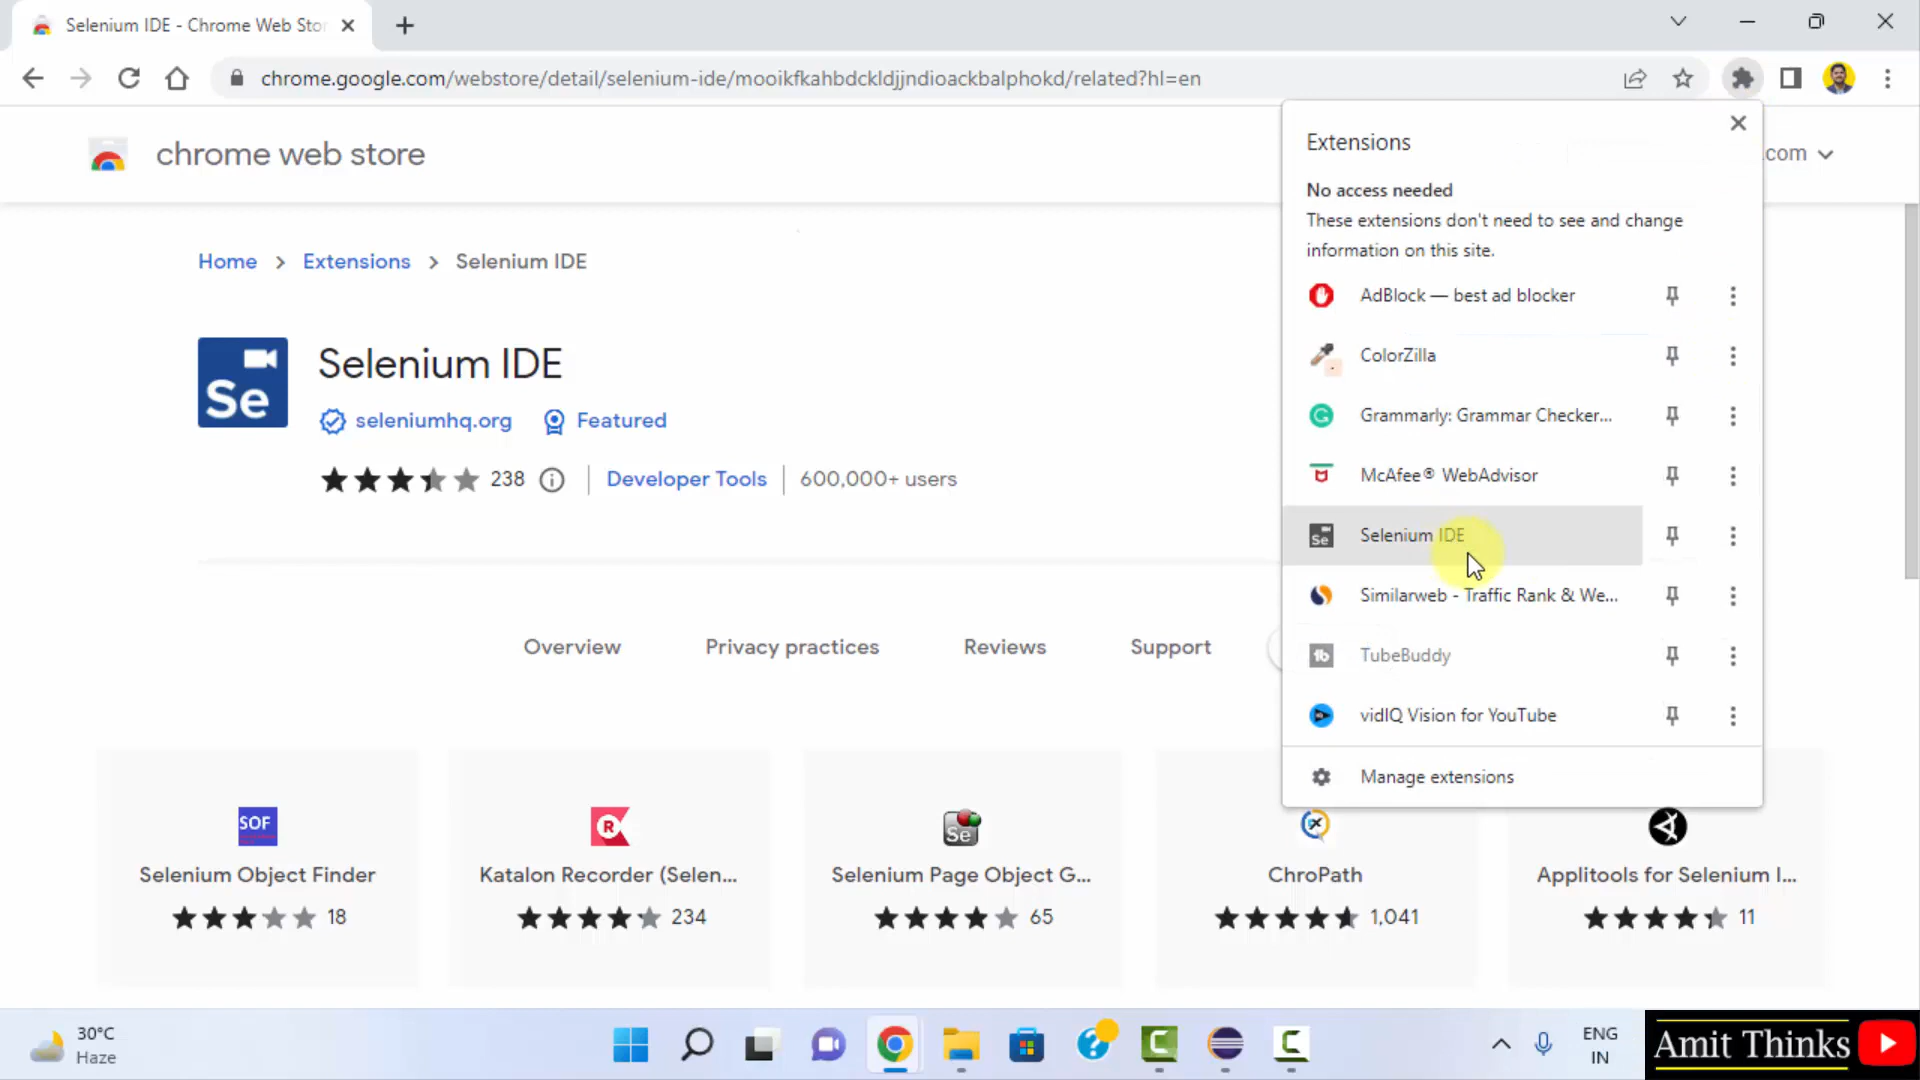 Selenium IDE - Chrome Web Stor
chrome.google.com/webstore/detail/selenium-ide/mooikfkahbdckldjjndioackbalphokd/related?hl=en
chrome web store
.com
Extensions
No access needed
These extensions don't need to see and change
information on this site.
AdBlock — best ad blocker
ColorZilla
Grammarly: Grammar Checker...
McAfee® WebAdvisor
Selenium IDE
Similarweb - Traffic Rank & We...
TubeBuddy
vidIQ Vision for YouTube
Manage extensions
Home > Extensions > Selenium IDE
Se
Selenium IDE
seleniumhq.org Featured
238 Developer Tools 600,000+ users
Overview Privacy practices Reviews Support
SOF
Selenium Object Finder
18
R
Katalon Recorder (Selen...
234
Se
Selenium Page Object G...
65
ChroPath
1,041
Applitools for Selenium I...
11
30°C
Haze
ENG
IN
Amit Thinks